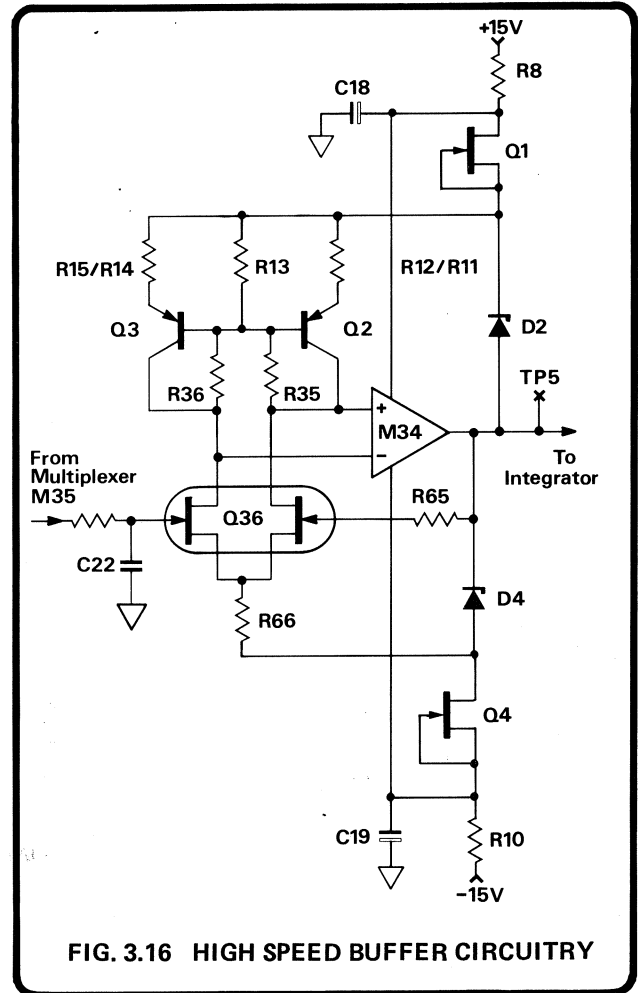 +15V
R8
C18
Q1
R15/R14
R13
R12/R11
Q3
Q2
D2
R36
R35
TP5
+
M34
−
To
Integrator
From
Multiplexer
M35
Q36
R65
C22
R66
D4
Q4
C19
R10
−15V
FIG. 3.16 HIGH SPEED BUFFER CIRCUITRY